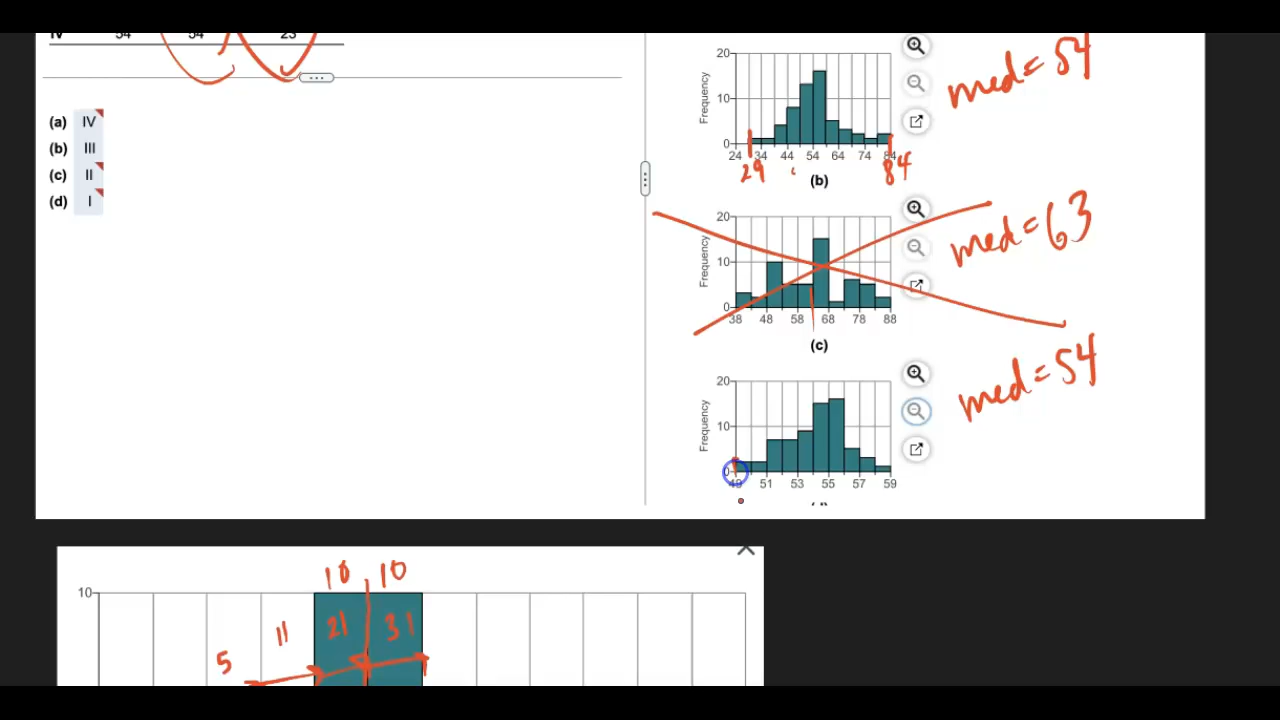 IV 54 54 23
(a) IV
(b) III
(c) II
(d) I
20
Frequency
10
0
24 34 44 54 64 74 84
29 84
(b)
med = 54
20
Frequency
10
0
38 48 58 68 78 88
(c)
med = 63
20
Frequency
10
0
49 51 53 55 57 59
med = 54
10 10
10
5 11 21 31